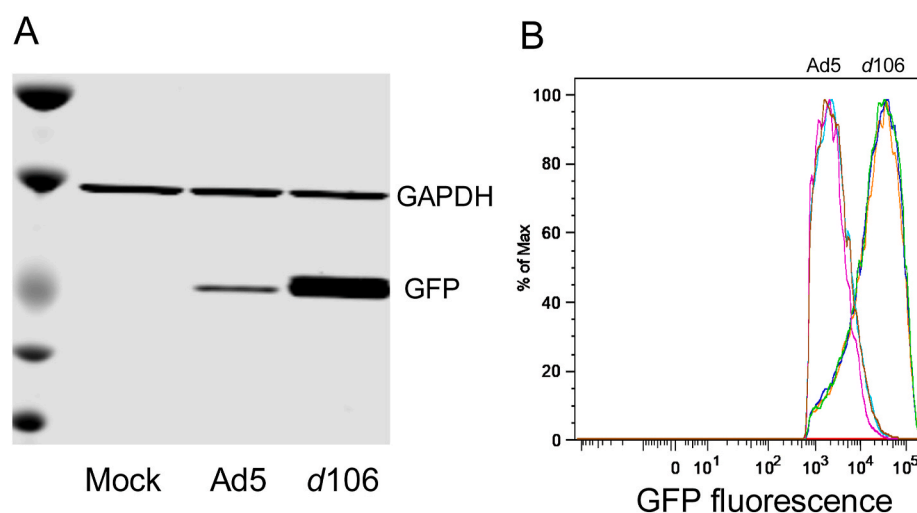 A
GAPDH
GFP
Mock Ad5 d106
B
Ad5 d106
100
80
60
40
20
0
% of Max
0 10¹ 10² 10³ 10⁴ 10⁵
GFP fluorescence